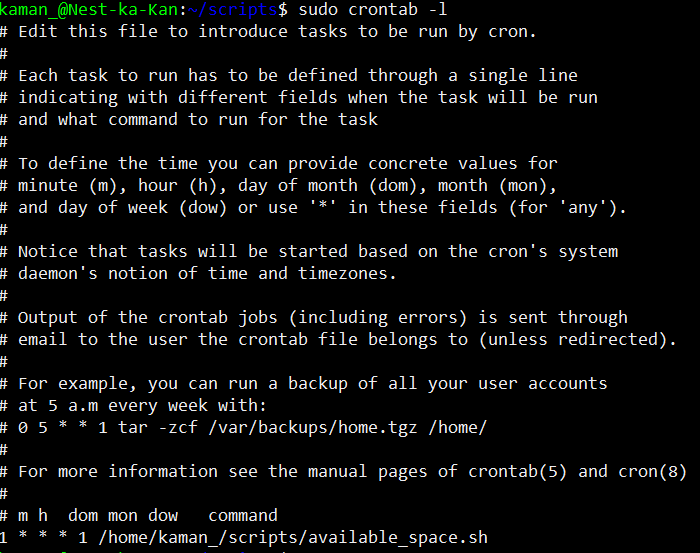 kaman_@Nest-ka-Kan:~/scripts$ sudo crontab -l
# Edit this file to introduce tasks to be run by cron.
#
# Each task to run has to be defined through a single line
# indicating with different fields when the task will be run
# and what command to run for the task
#
# To define the time you can provide concrete values for
# minute (m), hour (h), day of month (dom), month (mon),
# and day of week (dow) or use '*' in these fields (for 'any').
#
# Notice that tasks will be started based on the cron's system
# daemon's notion of time and timezones.
#
# Output of the crontab jobs (including errors) is sent through
# email to the user the crontab file belongs to (unless redirected).
#
# For example, you can run a backup of all your user accounts
# at 5 a.m every week with:
# 0 5 * * 1 tar -zcf /var/backups/home.tgz /home/
#
# For more information see the manual pages of crontab(5) and cron(8)
#
# m h  dom mon dow   command
1 * * * 1 /home/kaman_/scripts/available_space.sh